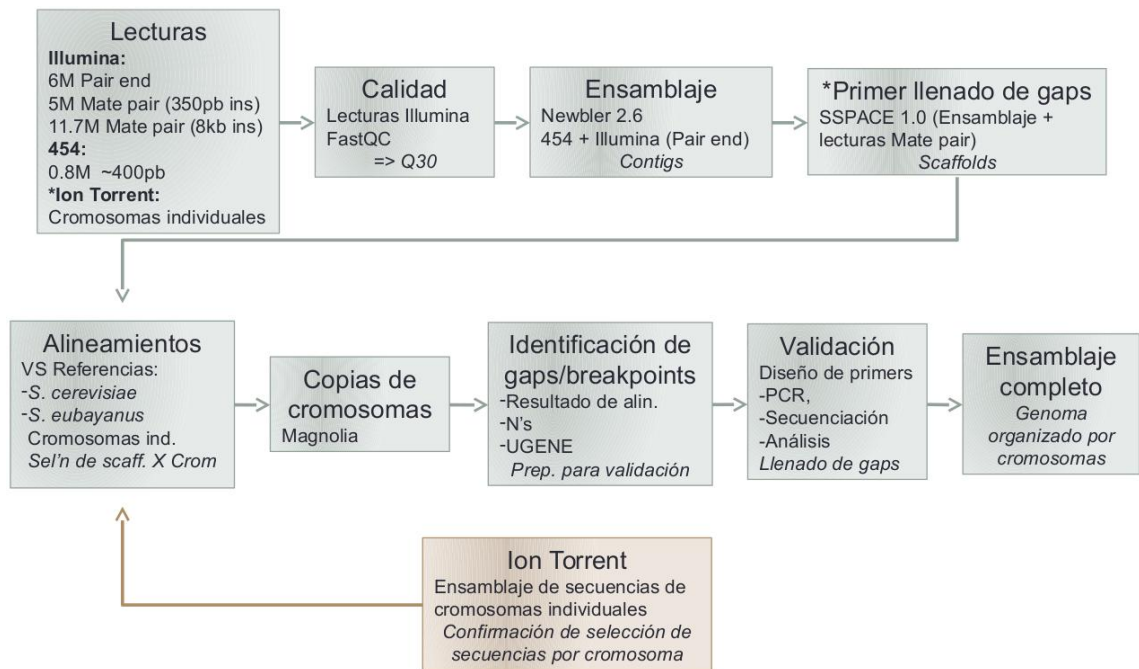 Lecturas
Illumina:
6M Pair end
5M Mate pair (350pb ins)
11.7M Mate pair (8kb ins)
454:
0.8M ~400pb
*Ion Torrent:
Cromosomas individuales
Calidad
Lecturas Illumina
FastQC
=> Q30
Ensamblaje
Newbler 2.6
454 + Illumina (Pair end)
Contigs
*Primer llenado de gaps
SSPACE 1.0 (Ensamblaje +
lecturas Mate pair)
Scaffolds
Alineamientos
VS Referencias:
-S. cerevisiae
-S. eubayanus
Cromosomas ind.
Sel'n de scaff. X Crom
Copias de
cromosomas
Magnolia
Identificación de
gaps/breakpoints
-Resultado de alin.
-N's
-UGENE
Prep. para validación
Validación
Diseño de primers
-PCR,
-Secuenciación
-Análisis
Llenado de gaps
Ensamblaje
completo
Genoma
organizado por
cromosomas
Ion Torrent
Ensamblaje de secuencias de
cromosomas individuales
Confirmación de selección de
secuencias por cromosoma